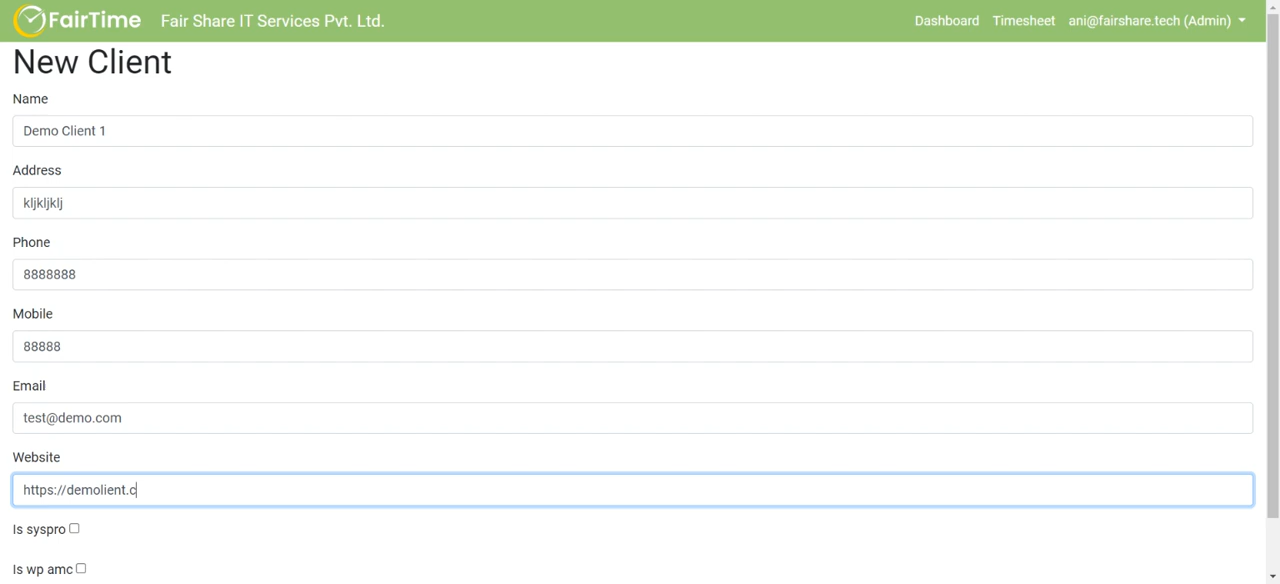 FairTime Fair Share IT Services Pvt. Ltd. Dashboard Timesheet ani@fairshare.tech (Admin)
New Client
Name
Demo Client 1
Address
kljkljklj
Phone
8888888
Mobile
88888
Email
test@demo.com
Website
https://demolient.c
Is syspro
Is wp amc